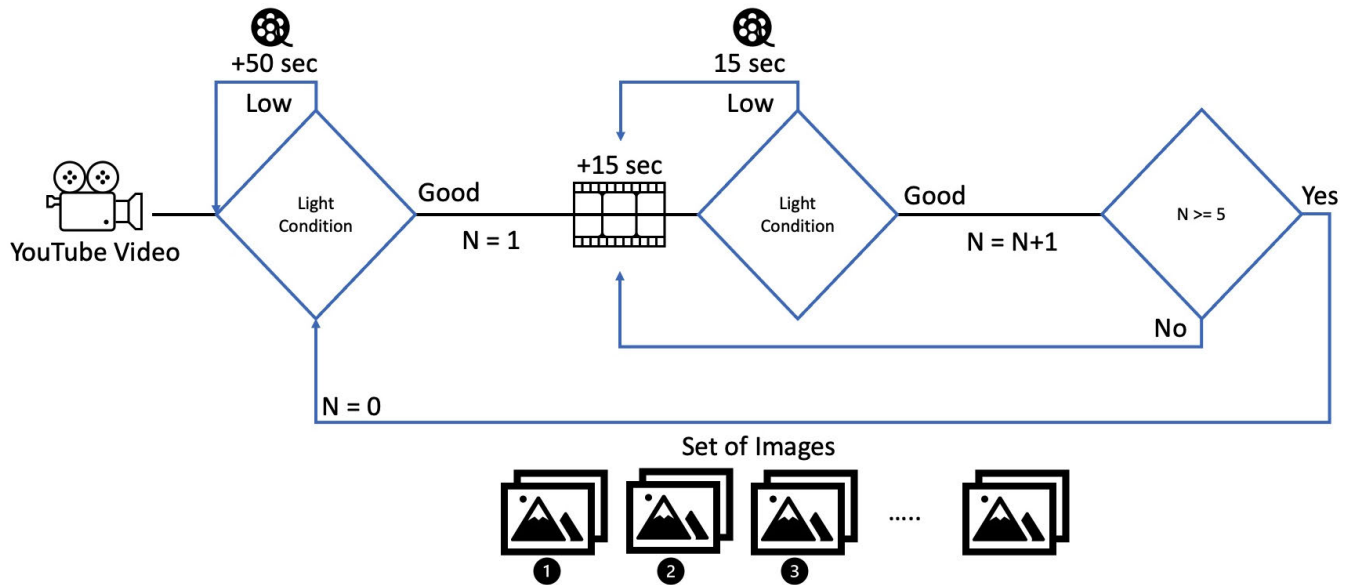 +50 sec
Low
15 sec
Low
YouTube Video
Light
Condition
Good
N = 1
+15 sec
Light
Condition
Good
N = N+1
N >= 5
Yes
No
N = 0
Set of Images
.....
1
2
3